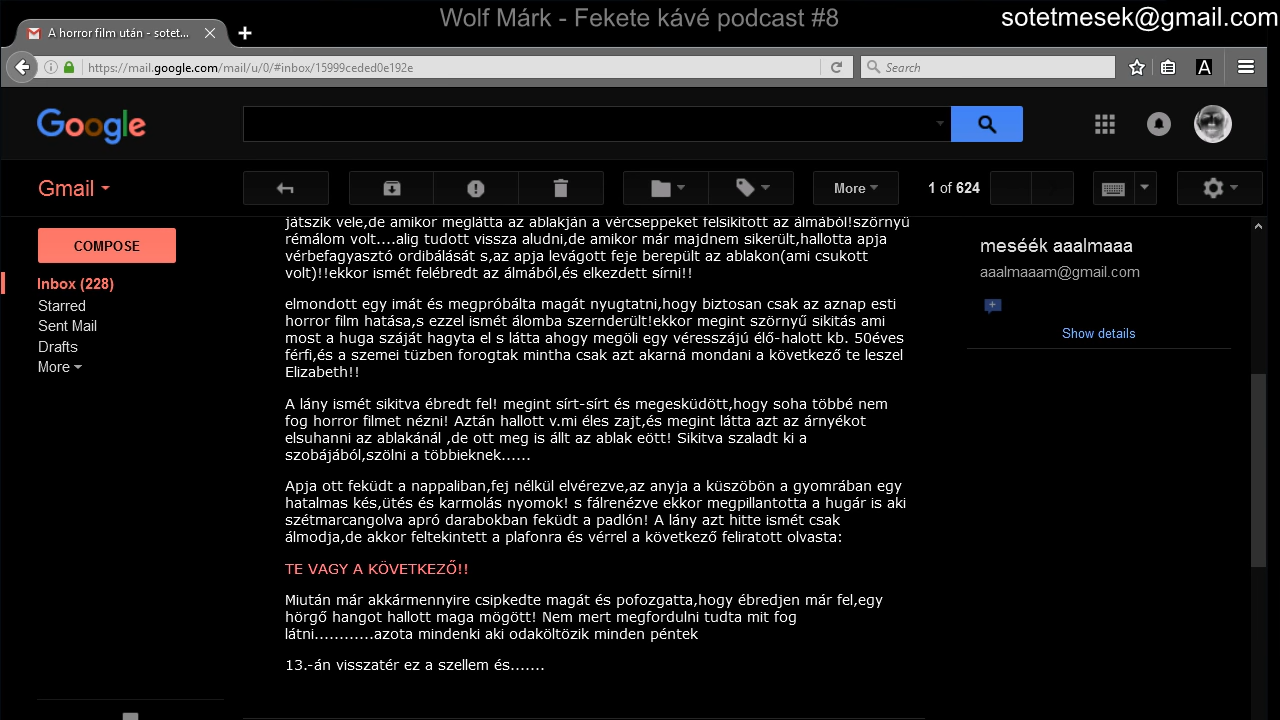 Wolf Márk - Fekete kávé podcast #8
sotetmesek@gmail.com
A horror film után - sotet...
https://mail.google.com/mail/u/0/#inbox/15999ceded0e192e
Search
Google
Gmail
More
1 of 624
COMPOSE
Inbox (228)
Starred
Sent Mail
Drafts
More
játszik vele,de amikor meglátta az ablakján a vércseppeket felsikított az álmából!szörnyű
rémálom volt....alig tudott vissza aludni,de amikor már majdnem sikerült,hallotta apja
vérbefagyasztó ordibálását s,az apja levágott feje berepült az ablakon(ami csukott
volt)!!ekkor ismét felébredt az álmából,és elkezdett sírni!!
elmondott egy imát és megpróbálta magát nyugtatni,hogy biztosan csak az aznap esti
horror film hatása,s ezzel ismét álomba szernderült!ekkor megint szörnyű sikitás ami
most a huga száját hagyta el s látta ahogy megöli egy véresszájú élő-halott kb. 50éves
férfi,és a szemei tüzben forogtak mintha csak azt akarná mondani a következő te leszel
Elizabeth!!
A lány ismét sikitva ébredt fel! megint sírt-sírt és megesküdött,hogy soha többé nem
fog horror filmet nézni! Aztán hallott v.mi éles zajt,és megint látta azt az árnyékot
elsuhanni az ablakánál ,de ott meg is állt az ablak eött! Sikitva szaladt ki a
szobájából,szölni a többieknek......
Apja ott feküdt a nappaliban,fej nélkül elvérezve,az anyja a küszöbön a gyomrában egy
hatalmas kés,ütés és karmolás nyomok! s fálrenézve ekkor megpillantotta a hugár is aki
szétmarcangolva apró darabokban feküdt a padlón! A lány azt hitte ismét csak
álmodja,de akkor feltekintett a plafonra és vérrel a következő feliratott olvasta:
TE VAGY A KÖVETKEZŐ!!
Miután már akkármennyire csipkedte magát és pofozgatta,hogy ébredjen már fel,egy
hörgő hangot hallott maga mögött! Nem mert megfordulni tudta mit fog
látni............azota mindenki aki odaköltözik minden péntek
13.-án visszatér ez a szellem és.......
meséék aaalmaaa
aaalmaaam@gmail.com
Show details